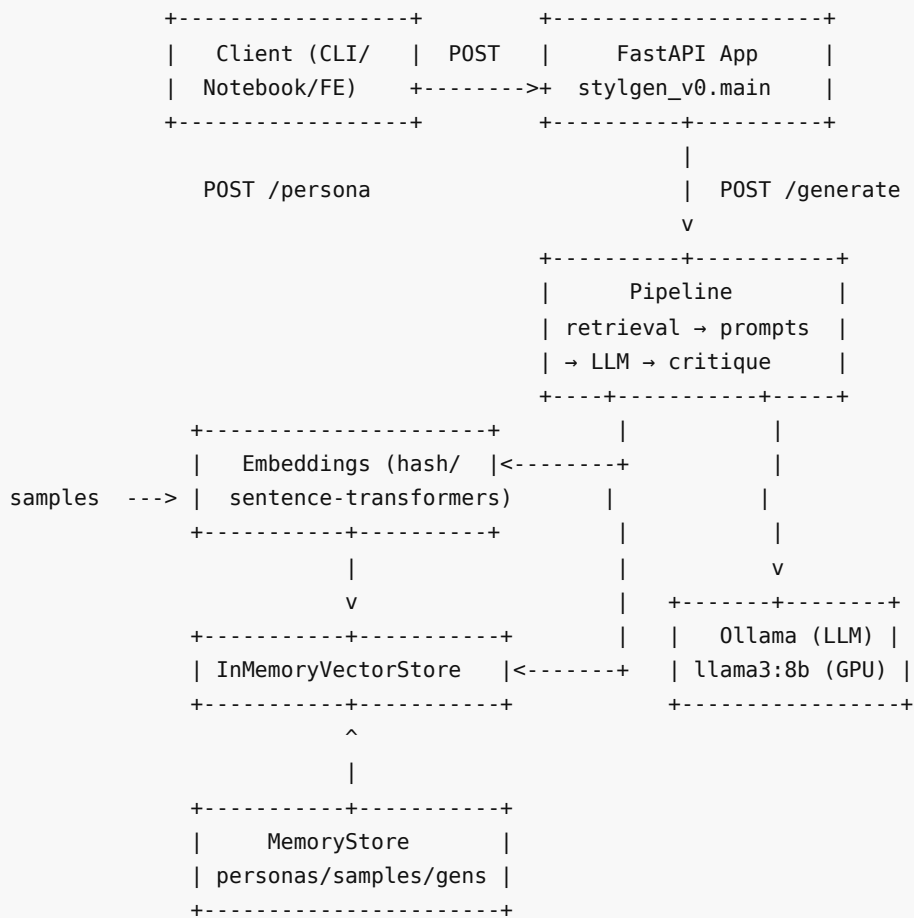 Client (CLI/ POST FastAPI App
Notebook/FE) stylgen_v0.main
POST /persona POST /generate
Pipeline
retrieval → prompts
→ LLM → critique
Embeddings (hash/
samples ---> sentence-transformers)
Ollama (LLM)
InMemoryVectorStore llama3:8b (GPU)
MemoryStore
personas/samples/gens